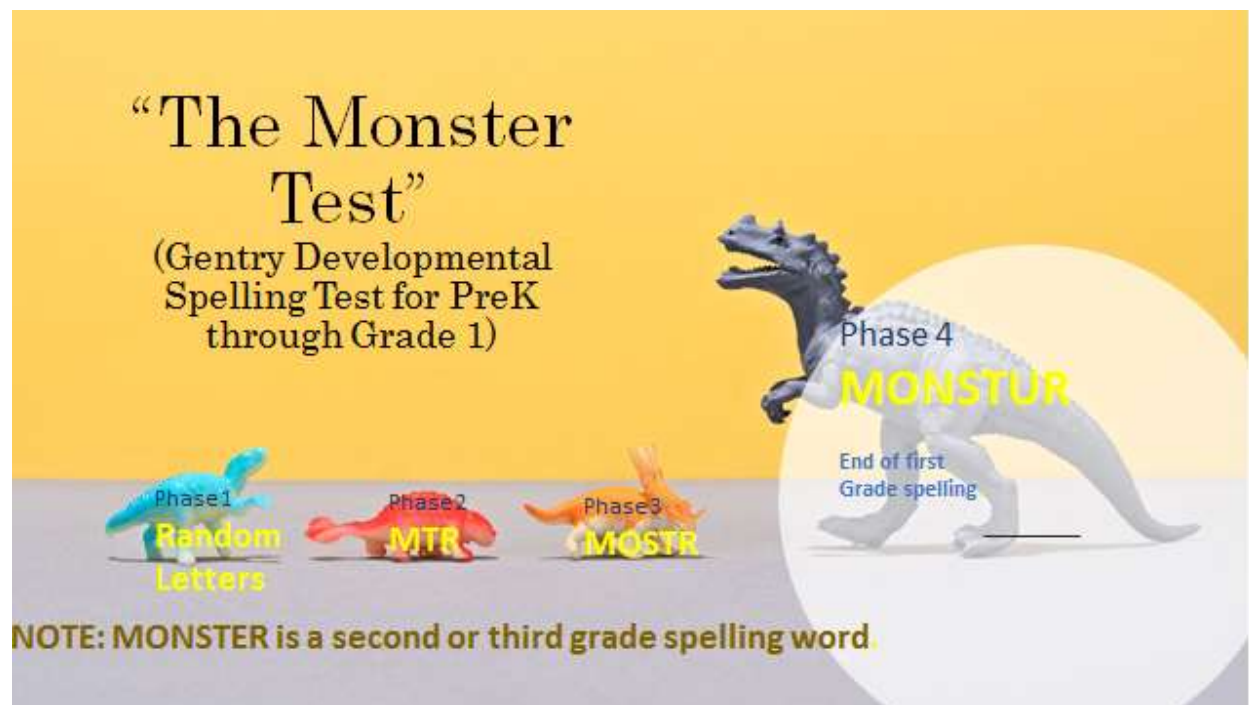 “The Monster
Test”
(Gentry Developmental
Spelling Test for PreK
through Grade 1)
Phase 4
MONSTUR
End of first
Grade spelling
Phase1
Random
Letters
Phase2
MTR
Phase3
MOSTR
NOTE: MONSTER is a second or third grade spelling word.